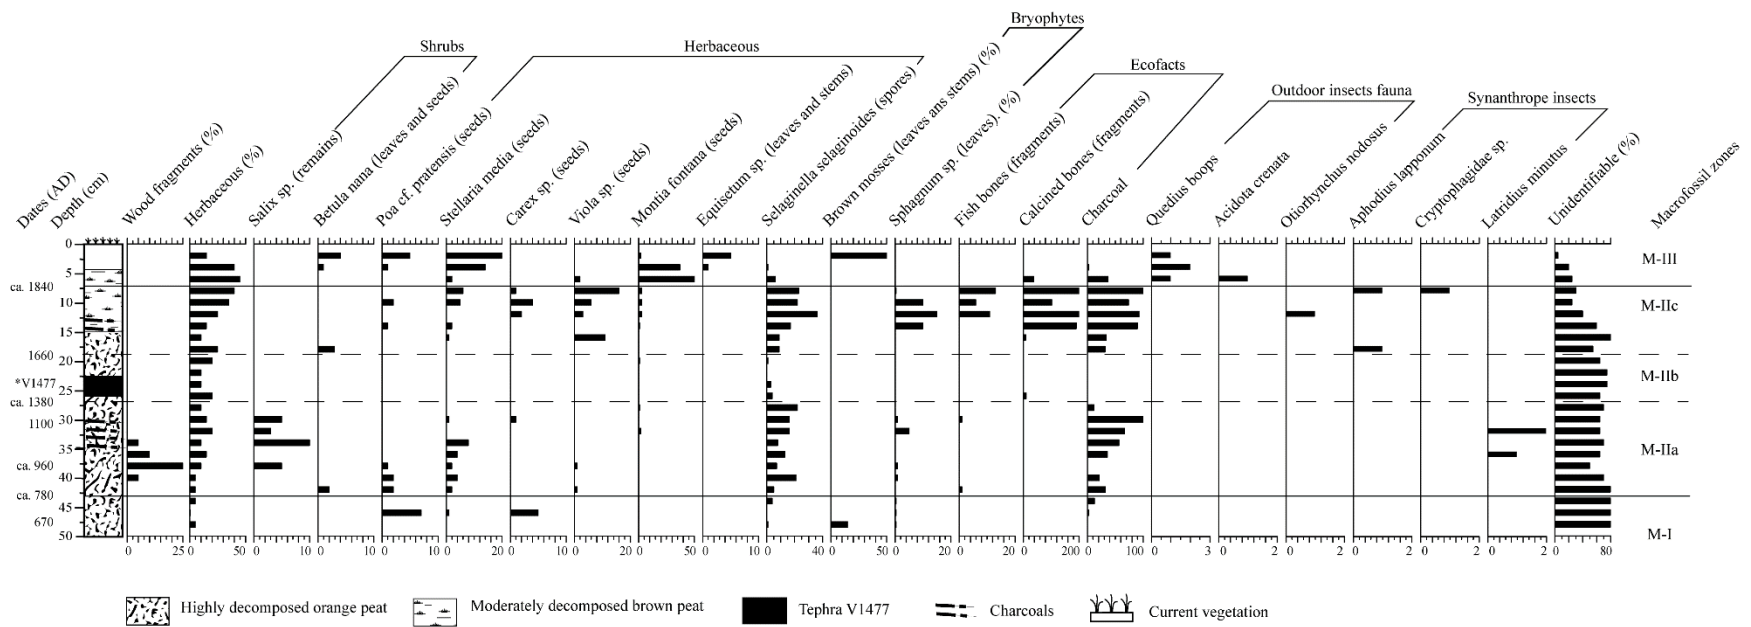 Bryophytes
Shrubs
Herbaceous
Ecofacts
Outdoor insects fauna
Synanthrope insects
Dates (AD)
Depth (cm)
Wood fragments (%)
Herbaceous (%)
Salix sp. (remains)
Betula nana (leaves and seeds)
Poa cf. pratensis (seeds)
Stellaria media (seeds)
Carex sp. (seeds)
Viola sp. (seeds)
Montia fontana (seeds)
Equisetum sp. (leaves and stems)
Selaginella selaginoides (spores)
Brown mosses (leaves ans stems) (%)
Sphagnum sp. (leaves). (%)
Fish bones (fragments)
Calcined bones (fragments)
Charcoal
Quedius boops
Acidota crenata
Otiorhynchus nodosus
Aphodius lapponum
Cryptophagidae sp.
Latridius minutus
Unidentifiable (%)
Macrofossil zones
0
5
ca. 1840
10
15
1660
20
*V1477
25
ca. 1380
30
1100
35
ca. 960
40
ca. 780
45
670
50
M-III
M-IIc
M-IIb
M-IIa
M-I
0 25 0 50 0 10 0 10 0 10 0 20 0 10 0 20 0 50 0 10 0 40 0 50 0 20 0 20 0 200 0 100 0 3 0 2 0 2 0 2 0 2 0 2 0 80
Highly decomposed orange peat
Moderately decomposed brown peat
Tephra V1477
Charcoals
Current vegetation